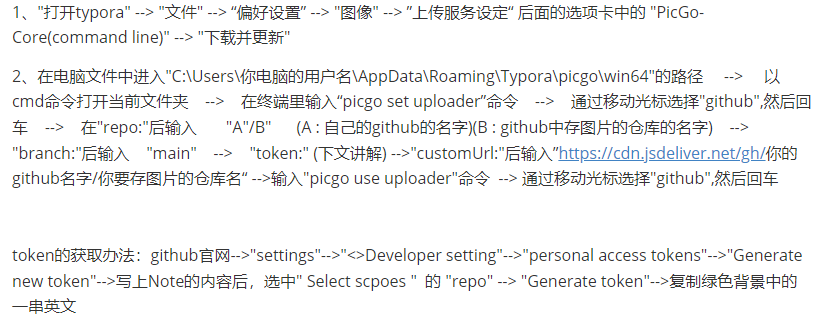 1、"打开typora" --> "文件" --> “偏好设置” --> "图像" --> ”上传服务设定“ 后面的选项卡中的 "PicGo-
Core(command line)" --> "下载并更新"
2、在电脑文件中进入"C:\Users\你电脑的用户名\AppData\Roaming\Typora\picgo\win64"的路径 --> 以
cmd命令打开当前文件夹 --> 在终端里输入“picgo set uploader”命令 --> 通过移动光标选择"github",然后回
车 --> 在"repo:"后输入 "A"/B" (A : 自己的github的名字)(B : github中存图片的仓库的名字) -->
"branch:"后输入 "main" --> "token:" (下文讲解) -->"customUrl:"后输入”https://cdn.jsdeliver.net/gh/你的
github名字/你要存图片的仓库名“ -->输入"picgo use uploader"命令 --> 通过移动光标选择"github",然后回车
token的获取办法：github官网-->"settings"-->"<>Developer setting"-->"personal access tokens"-->"Generate
new token"-->写上Note的内容后，选中" Select scpoes " 的 "repo" --> "Generate token"-->复制绿色背景中的
一串英文